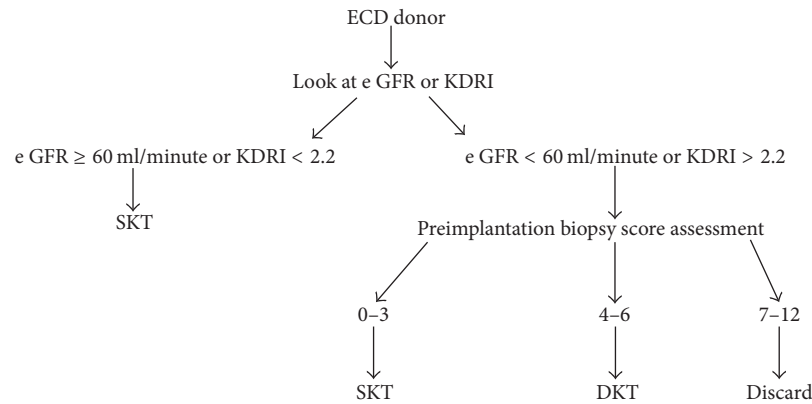 ECD donor
Look at e GFR or KDRI
e GFR ≥ 60 ml/minute or KDRI < 2.2
e GFR < 60 ml/minute or KDRI > 2.2
SKT
Preimplantation biopsy score assessment
0–3
4–6
7–12
SKT
DKT
Discard